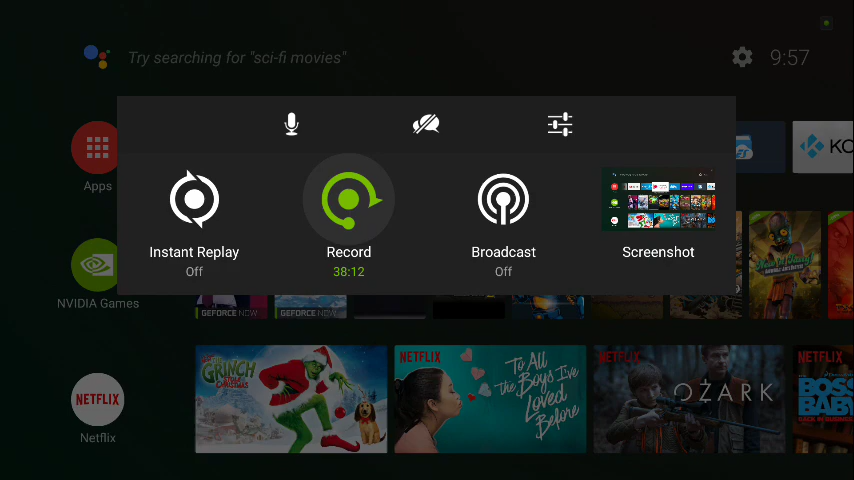 Try searching for "sci-fi movies"
9:57
KO
Apps
Instant Replay
Off
Record
38:12
Broadcast
Off
Screenshot
NVIDIA Games
GEFORCE NOW
GEFORCE NOW
NETFLIX
Netflix
THE GRINCH
STOLE CHRISTMAS
NETFLIX
To All
The Boys I've
Loved
Before
NETFLIX
OZARK
NETFLIX
BOSS
BABY